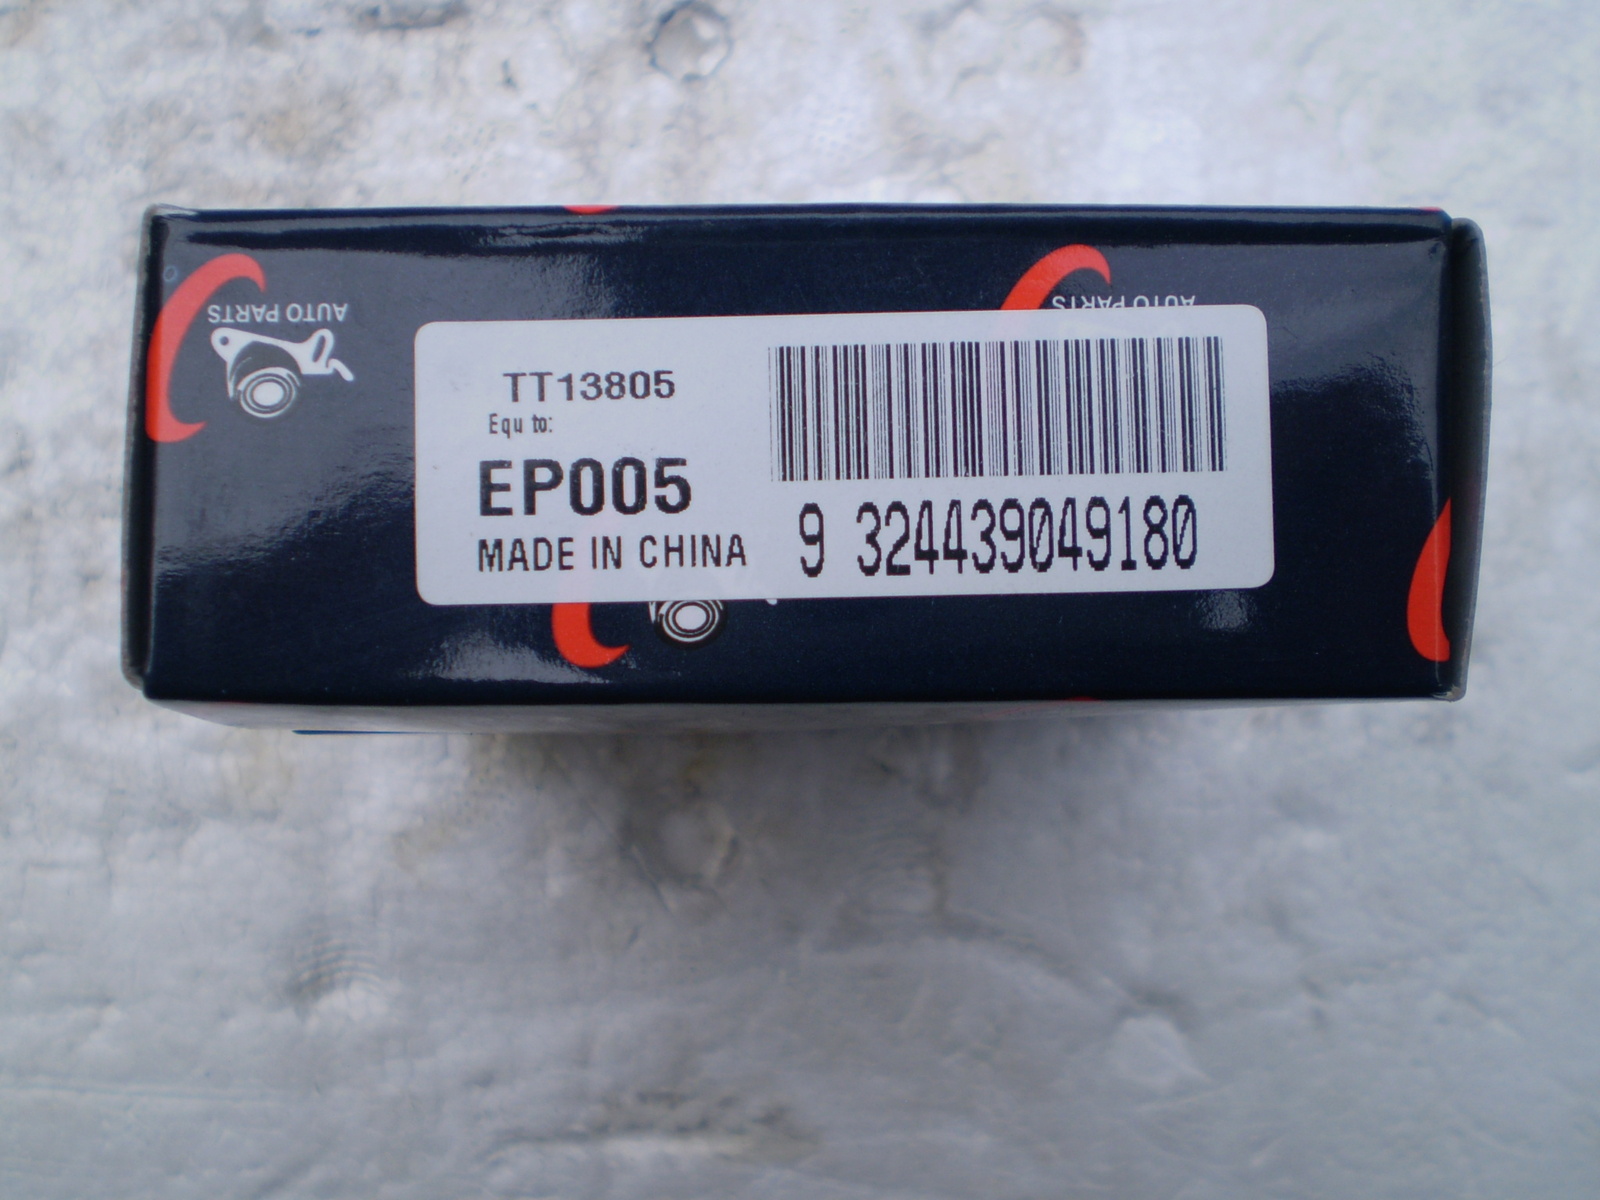 AUTO PARTS
AUTO PARTS
TT13805
Equ to:
EP005
MADE IN CHINA
9 324439049180